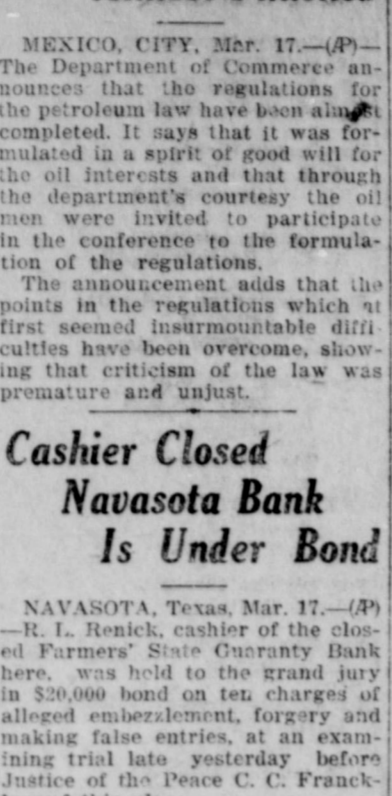 MEXICO, CITY, Mar. 17.—(AP)—
The Department of Commerce an-
nounces that the regulations for
the petroleum law have been almost
completed. It says that it was for-
mulated in a spirit of good will for
the oil interests and that through
the department's courtesy the oil
men were invited to participate
in the conference to the formula-
tion of the regulations.
The announcement adds that the
points in the regulations which at
first seemed insurmountable diffi-
culties have been overcome, show-
ing that criticism of the law was
premature and unjust.
Cashier Closed
Navasota Bank
Is Under Bond
NAVASOTA, Texas, Mar. 17.—(AP)
—R. L. Renick, cashier of the clos-
ed Farmers' State Guaranty Bank
here, was held to the grand jury
in $20,000 bond on ten charges of
alleged embezzlement, forgery and
making false entries, at an exam-
ining trial late yesterday before
Justice of the Peace C. C. Franck-